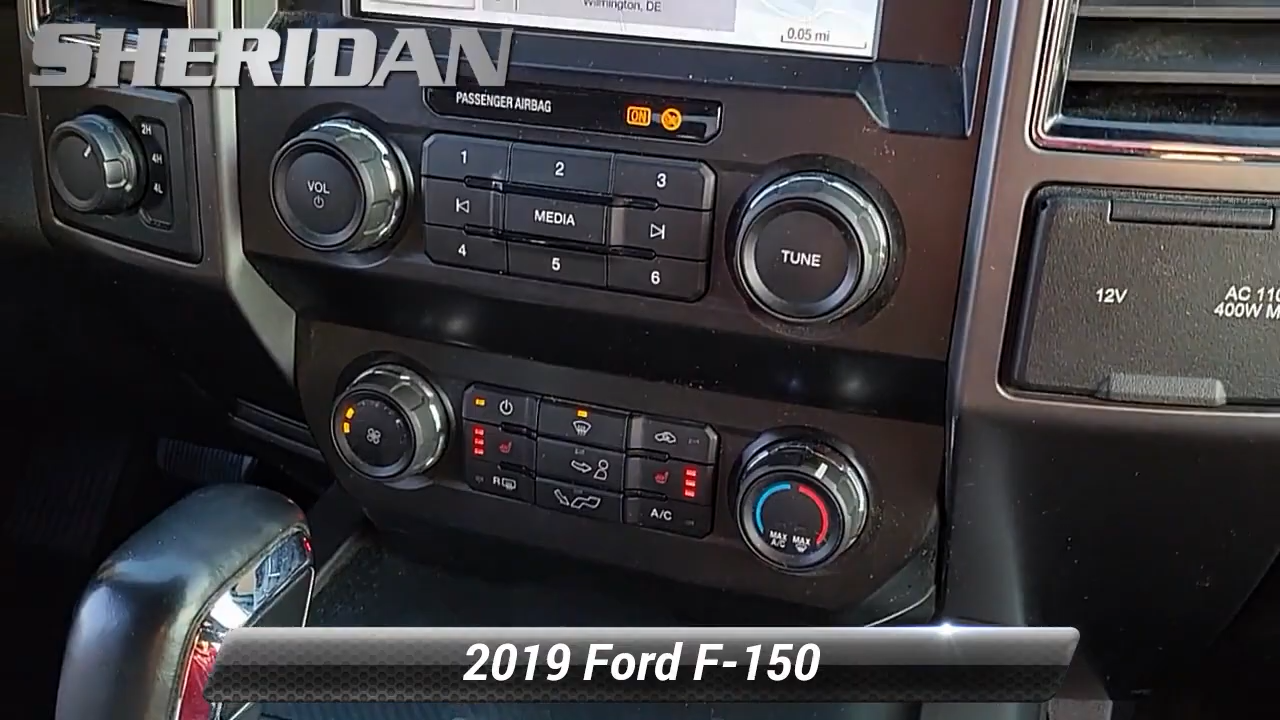 Wilmington, DE
0.05 mi
SHERIDAN
PASSENGER AIRBAG ON
2H
4H
4L
VOL
1 2 3
MEDIA
4 5 6
TUNE
12V
AC 110
400W M
R
A/C
MAX A/C MAX
2019 Ford F-150